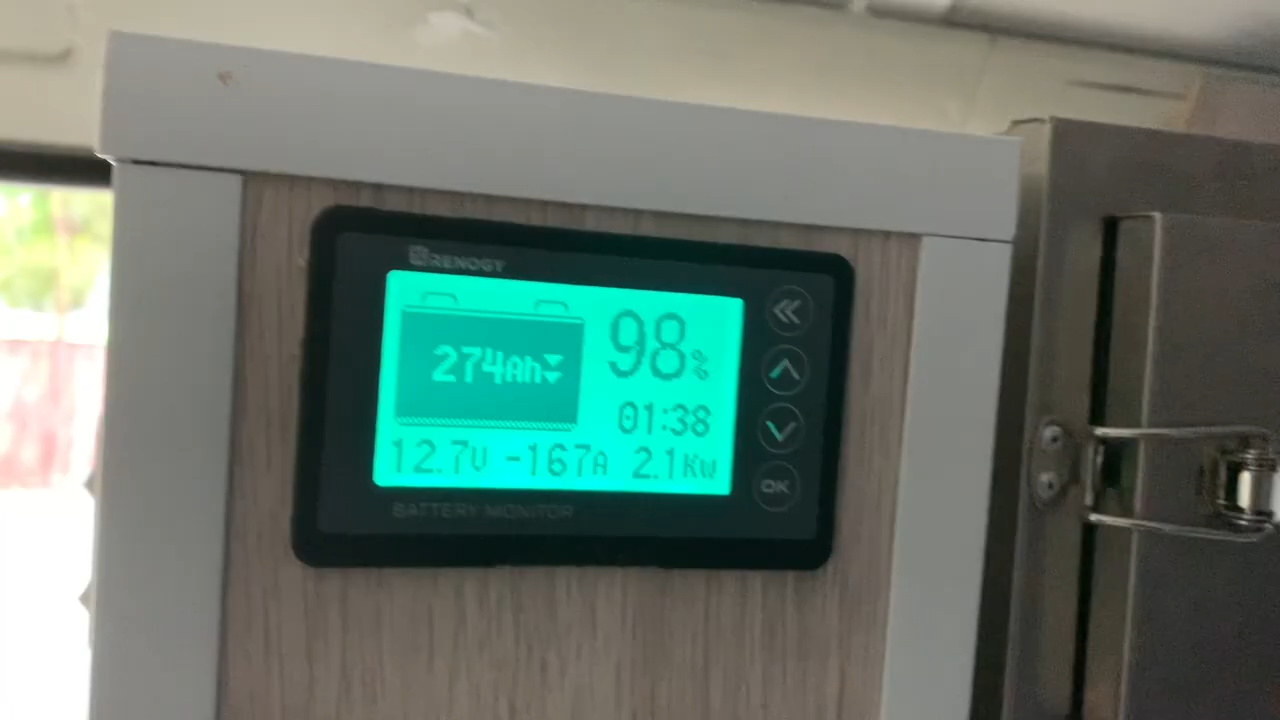 RENOGY
274Ah
98%
01:38
12.7V -167A 2.1KW
OK
BATTERY MONITOR